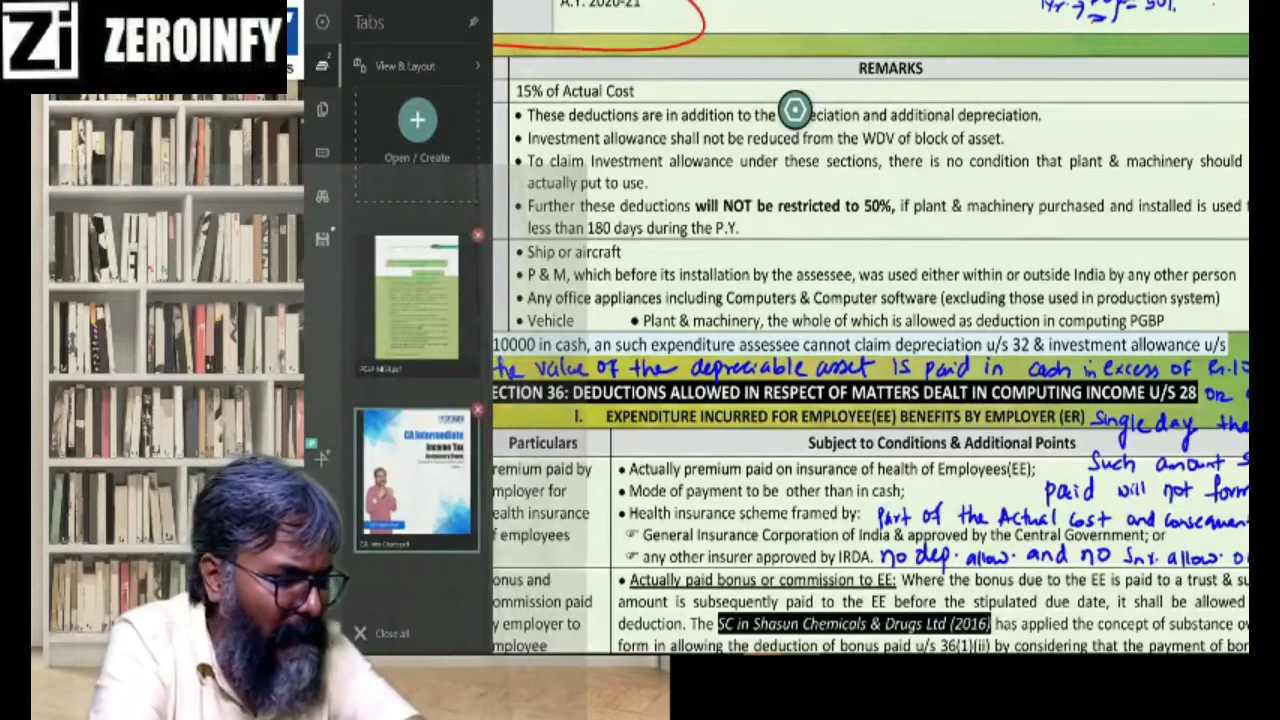 Zi ZEROINFY
Tabs
View & Layout
Open / Create
CA Intermediate
Income Tax
Close all
A.Y. 2020-21
REMARKS
15% of Actual Cost
• These deductions are in addition to the eciation and additional depreciation.
• Investment allowance shall not be reduced from the WDV of block of asset.
• To claim Investment allowance under these sections, there is no condition that plant & machinery should
actually put to use.
• Further these deductions will NOT be restricted to 50%, if plant & machinery purchased and installed is used
less than 180 days during the P.Y.
• Ship or aircraft
• P & M, which before its installation by the assessee, was used either within or outside India by any other person
• Any office appliances including Computers & Computer software (excluding those used in production system)
• Vehicle • Plant & machinery, the whole of which is allowed as deduction in computing PGBP
10000 in cash, an such expenditure assessee cannot claim depreciation u/s 32 & investment allowance u/s
the value of the depreciable asset is paid in cash in excess of
ECTION 36: DEDUCTIONS ALLOWED IN RESPECT OF MATTERS DEALT IN COMPUTING INCOME U/S 28 or
I. EXPENDITURE INCURRED FOR EMPLOYEE(EE) BENEFITS BY EMPLOYER (ER) Single day the
Particulars Subject to Conditions & Additional Points
Such amount
remium paid by • Actually premium paid on insurance of health of Employees(EE);
mployer for • Mode of payment to be other than in cash; paid will not form
ealth insurance • Health insurance scheme framed by: part of the Actual cost and consequen
f employees ☞ General Insurance Corporation of India & approved by the Central Government; or
☞ any other insurer approved by IRDA. no dep. allow. and no Inv. allow.
onus and • Actually paid bonus or commission to EE: Where the bonus due to the EE is paid to a trust & su
ommission paid amount is subsequently paid to the EE before the stipulated due date, it shall be allowed
y employer to deduction. The SC in Shasun Chemicals & Drugs Ltd (2016) has applied the concept of substance ov
mployee form in allowing the deduction of bonus paid u/s 36(1)(ii) by considering that the payment of bon